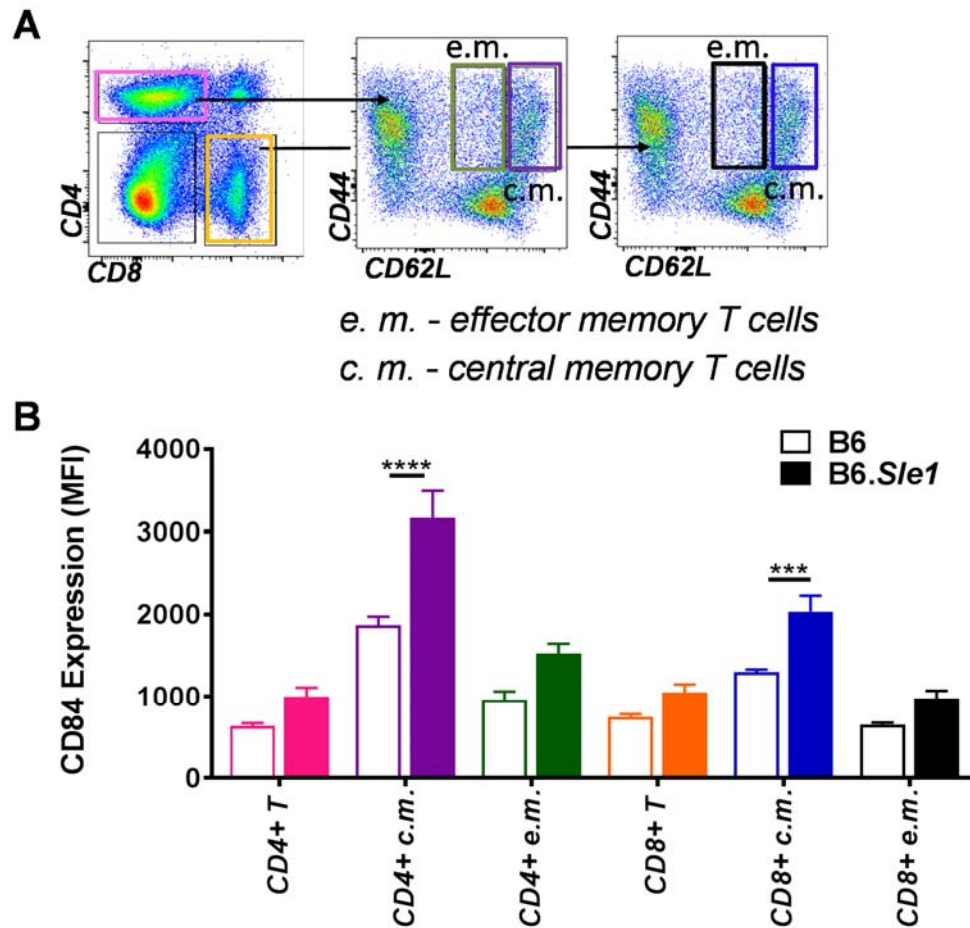 A
e.m.
e.m.
c.m.
c.m.
CD4
CD44
CD44
CD8
CD62L
CD62L
e. m. - effector memory T cells
c. m. - central memory T cells
B
B6
B6.Sle1
CD84 Expression (MFI)
4000
3000
2000
1000
0
****
***
CD4+ T
CD4+ c.m.
CD4+ e.m.
CD8+ T
CD8+ c.m.
CD8+ e.m.